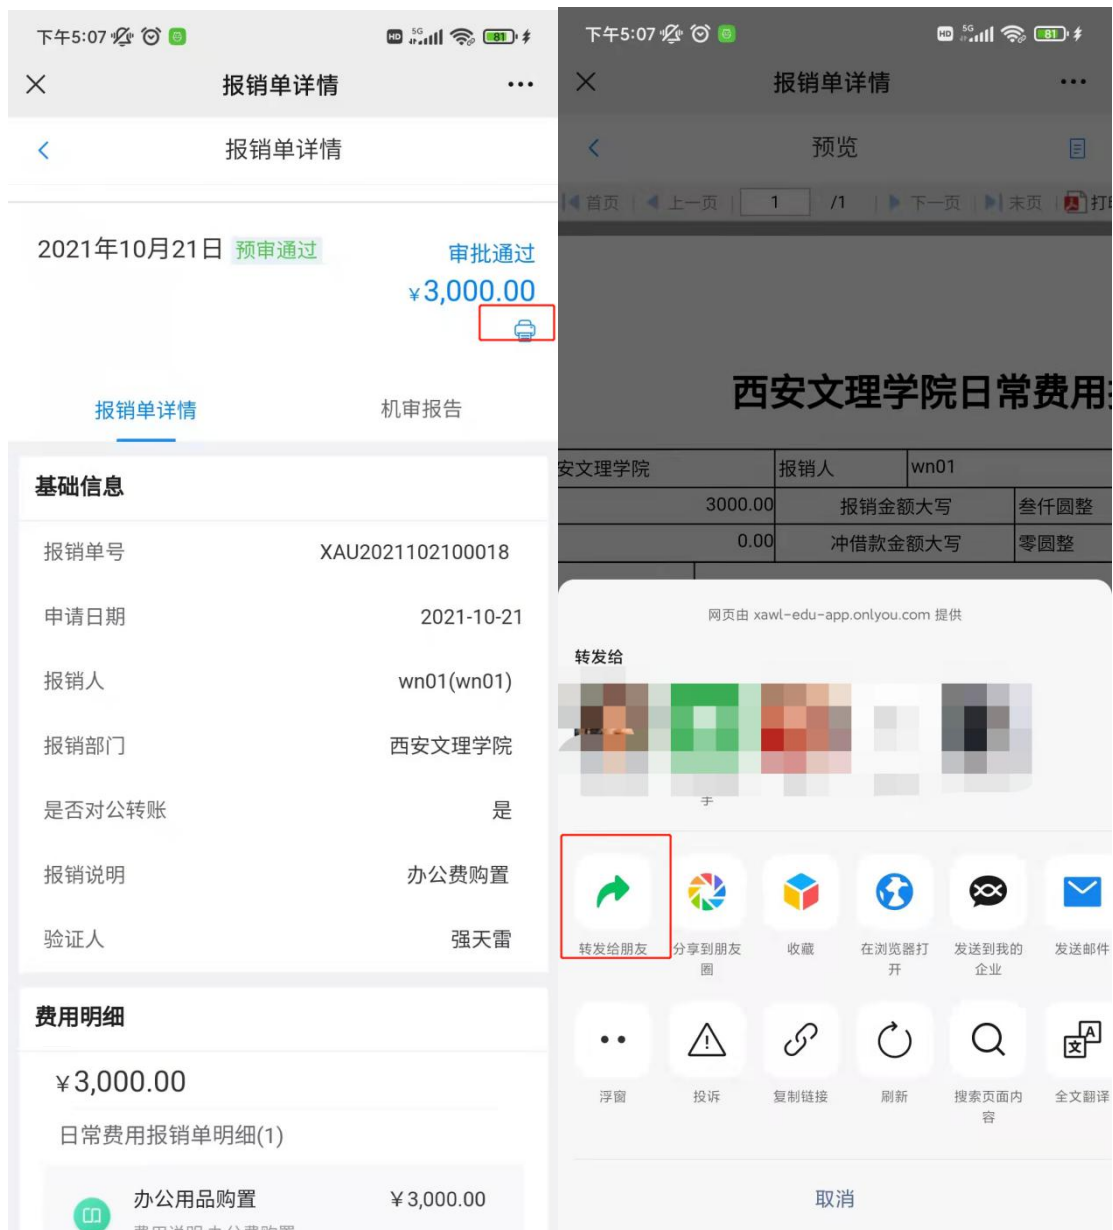 下午5:07
HD 5G 81
报销单详情
报销单详情
2021年10月21日 预审通过
审批通过
¥3,000.00
报销单详情
机审报告
基础信息
报销单号 XAU2021102100018
申请日期 2021-10-21
报销人 wn01(wn01)
报销部门 西安文理学院
是否对公转账 是
报销说明 办公费购置
验证人 强天雷
费用明细
¥3,000.00
日常费用报销单明细(1)
办公用品购置 ¥3,000.00
下午5:07
HD 5G 81
报销单详情
预览
首页 上一页 1 /1 下一页 末页 打
西安文理学院日常费用
安文理学院 报销人 wn01
3000.00 报销金额大写 叁仟圆整
0.00 冲借款金额大写 零圆整
网页由 xawl-edu-app.onlyou.com 提供
转发给
转发给朋友
分享到朋友
圈
收藏
在浏览器打
开
发送到我的
企业
发送邮件
浮窗
投诉
复制链接
刷新
搜索页面内
容
全文翻译
取消